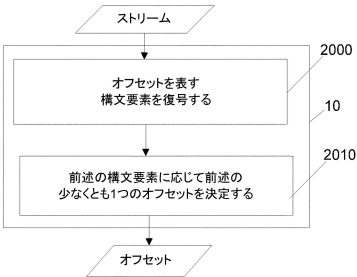 ストリーム
2000
オフセットを表す
構文要素を復号する
10
2010
前述の構文要素に応じて前述の
少なくとも1つのオフセットを決定する
オフセット